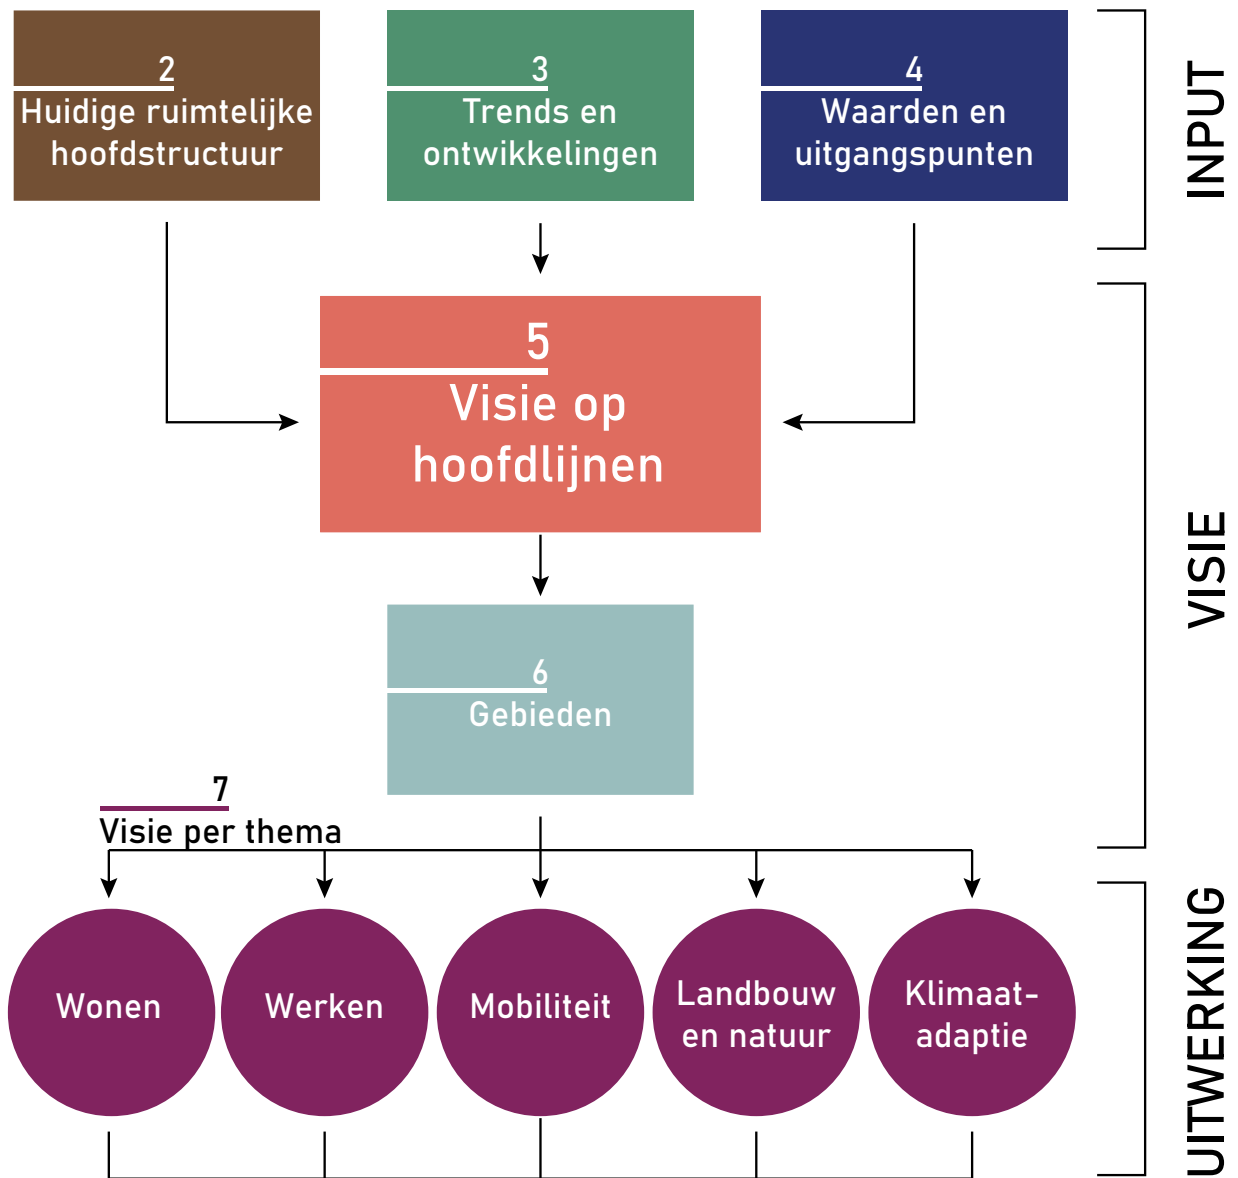 2
Huidige ruimtelijke
hoofdstructuur
3
Trends en
ontwikkelingen
4
Waarden en
uitgangspunten
INPUT
5
Visie op
hoofdlijnen
6
Gebieden
VISIE
7
Visie per thema
Wonen
Werken
Mobiliteit
Landbouw
en natuur
Klimaat-
adaptie
UITWERKING